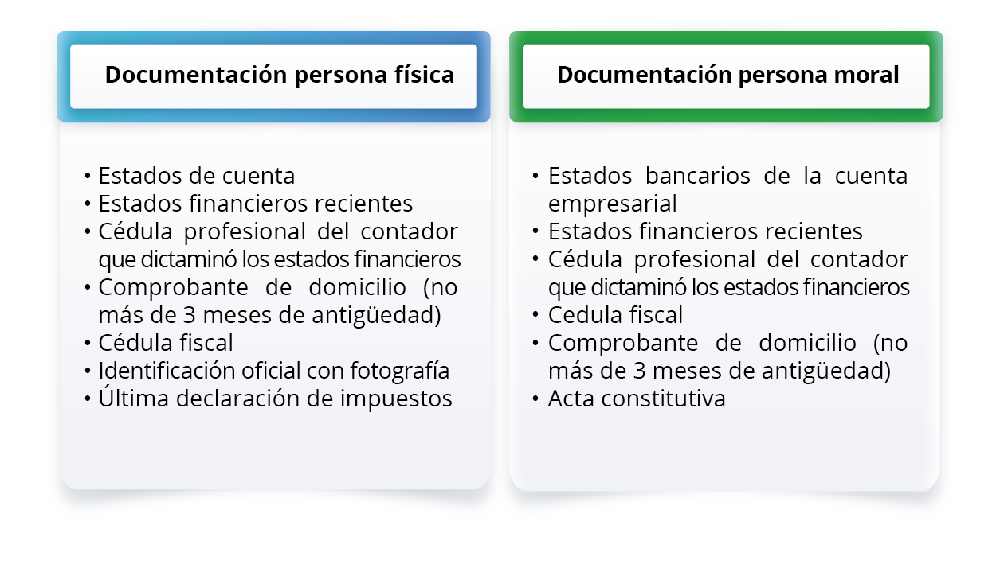 Documentación persona física
• Estados de cuenta
• Estados financieros recientes
• Cédula profesional del contador
que dictaminó los estados financieros
• Comprobante de domicilio (no
más de 3 meses de antigüedad)
• Cédula fiscal
• Identificación oficial con fotografía
• Última declaración de impuestos
Documentación persona moral
• Estados bancarios de la cuenta
empresarial
• Estados financieros recientes
• Cédula profesional del contador
que dictaminó los estados financieros
• Cedula fiscal
• Comprobante de domicilio (no
más de 3 meses de antigüedad)
• Acta constitutiva